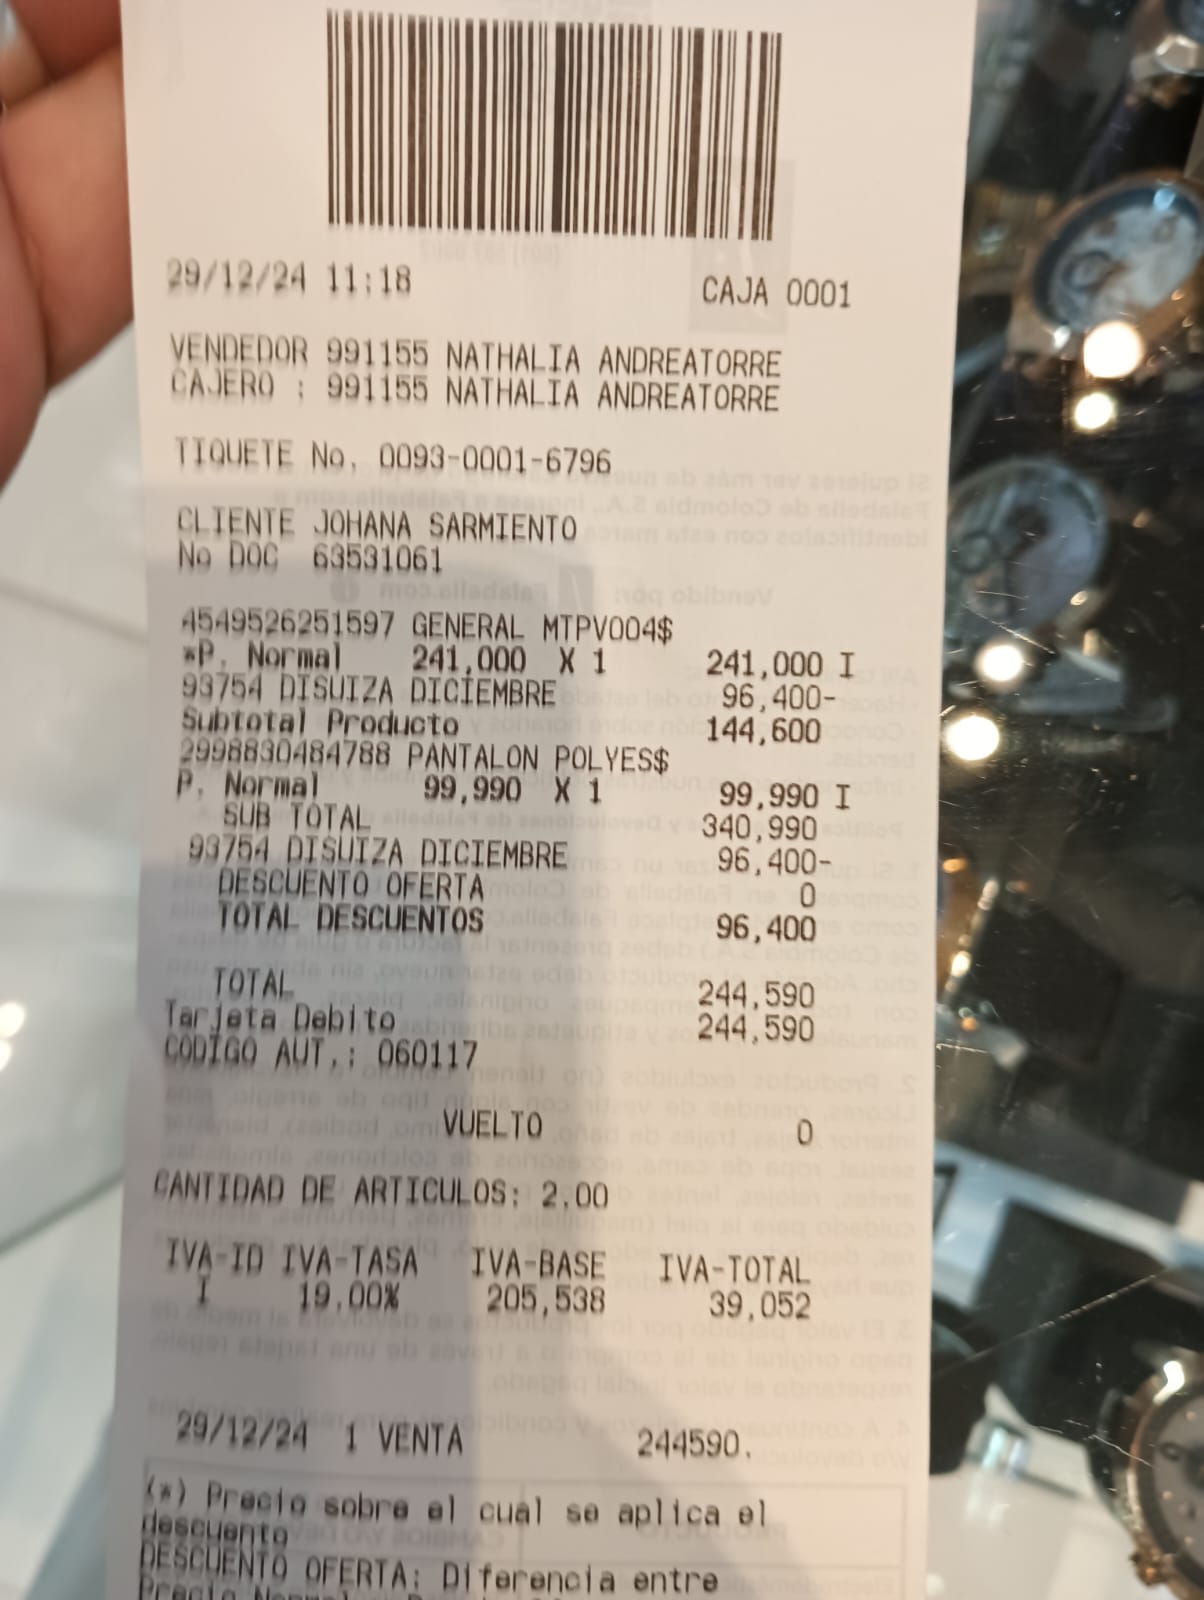 29/12/24 11:18 CAJA 0001
VENDEDOR 991155 NATHALIA ANDREATORRE
CAJERO : 991155 NATHALIA ANDREATORRE
TIQUETE No. 0093-0001-6796
CLIENTE JOHANA SARMIENTO
No DOC 63531061
4549526251597 GENERAL MTPV004$
*P. Normal 241,000 X 1 241,000 I
93754 DISUIZA DICIEMBRE 96,400-
Subtotal Producto 144,600
2998830484788 PANTALON POLYES$
P. Normal 99,990 X 1 99,990 I
SUB TOTAL 340,990
93754 DISUIZA DICIEMBRE 96,400-
DESCUENTO OFERTA 0
TOTAL DESCUENTOS 96,400
TOTAL 244,590
Tarjeta Debito 244,590
CODIGO AUT.: 060117
VUELTO 0
CANTIDAD DE ARTICULOS: 2.00
IVA-ID IVA-TASA IVA-BASE IVA-TOTAL
I 19.00% 205,538 39,052
29/12/24 1 VENTA 244590.
(*) Precio sobre el cual se aplica el
descuento
DESCUENTO OFERTA: Diferencia entre
Precio Normal